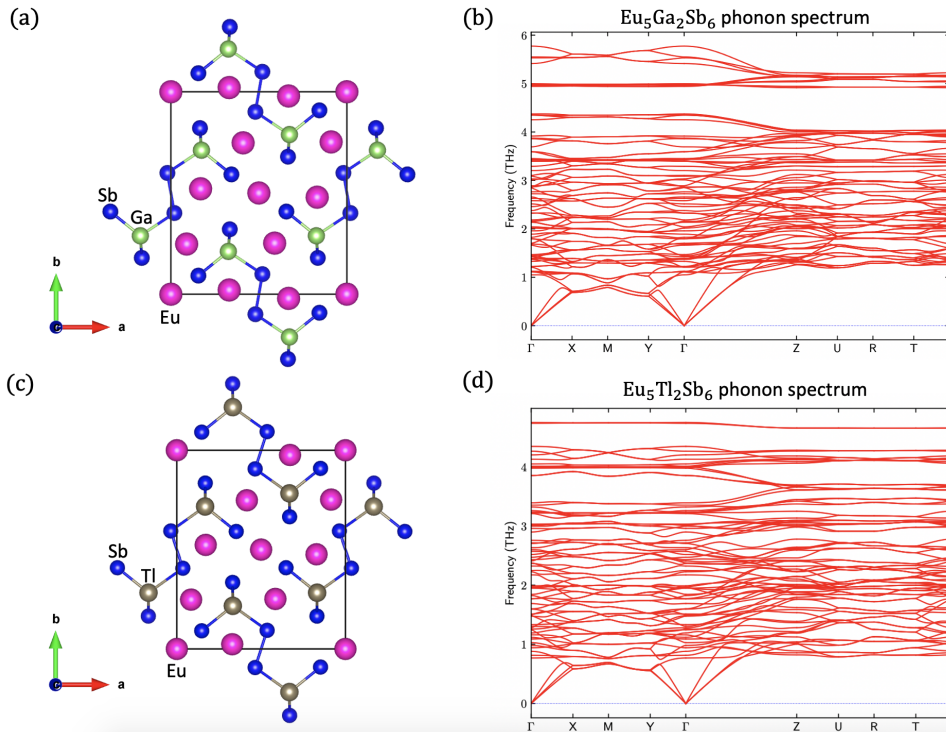 (a)
Sb
Ga
Eu
b
a
c
(b)
Eu₅Ga₂Sb₆ phonon spectrum
Frequency (THz)
6
5
4
3
2
1
0
Γ X M Y Γ Z U R T
(c)
Sb
Tl
Eu
b
a
c
(d)
Eu₅Tl₂Sb₆ phonon spectrum
Frequency (THz)
4
3
2
1
0
Γ X M Y Γ Z U R T